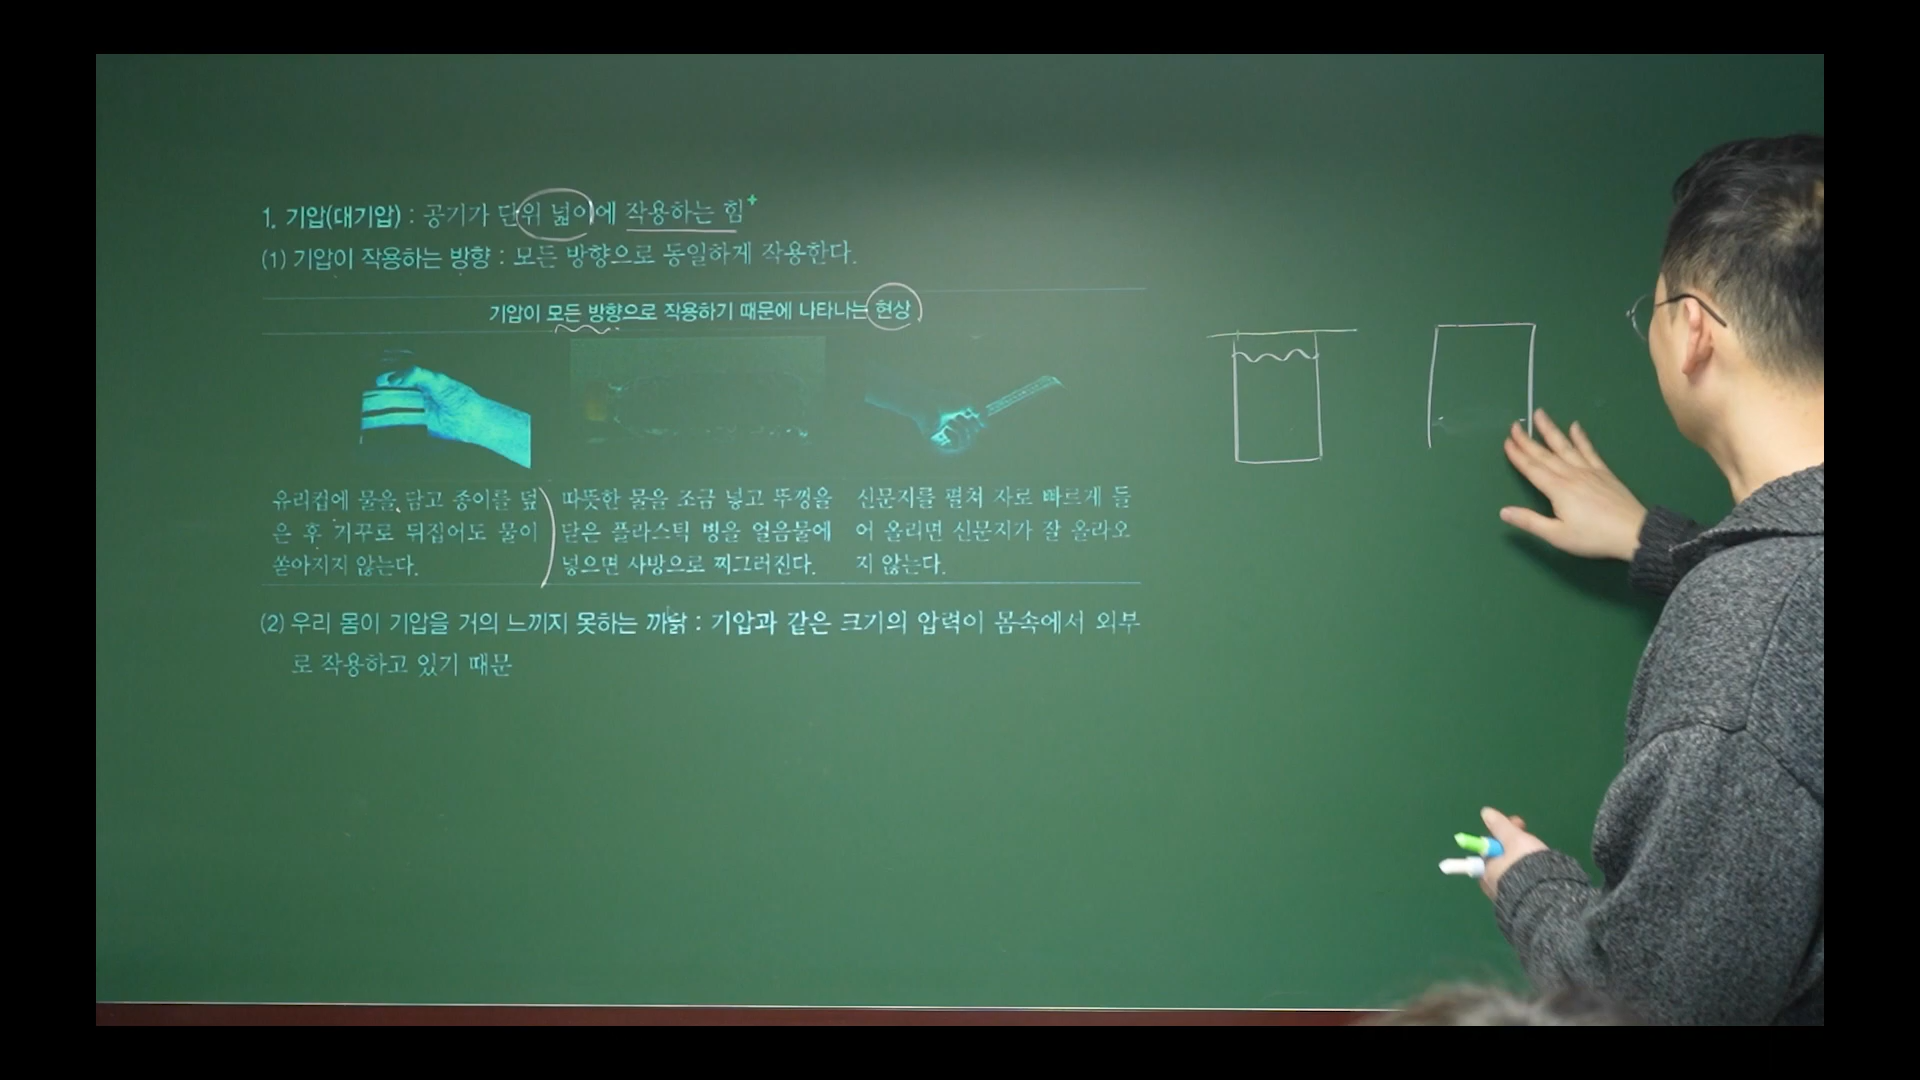 1. 기압(대기압) : 공기가 단위 넓이에 작용하는 힘+
(1) 기압이 작용하는 방향 : 모든 방향으로 동일하게 작용한다.
기압이 모든 방향으로 작용하기 때문에 나타나는 현상
유리컵에 물을 담고 종이를 덮
은 후 거꾸로 뒤집어도 물이
쏟아지지 않는다.
따뜻한 물을 조금 넣고 뚜껑을
닫은 플라스틱 병을 얼음물에
넣으면 사방으로 찌그러진다.
신문지를 펼쳐 자로 빠르게 들
어 올리면 신문지가 잘 올라오
지 않는다.
(2) 우리 몸이 기압을 거의 느끼지 못하는 까닭 : 기압과 같은 크기의 압력이 몸속에서 외부
로 작용하고 있기 때문